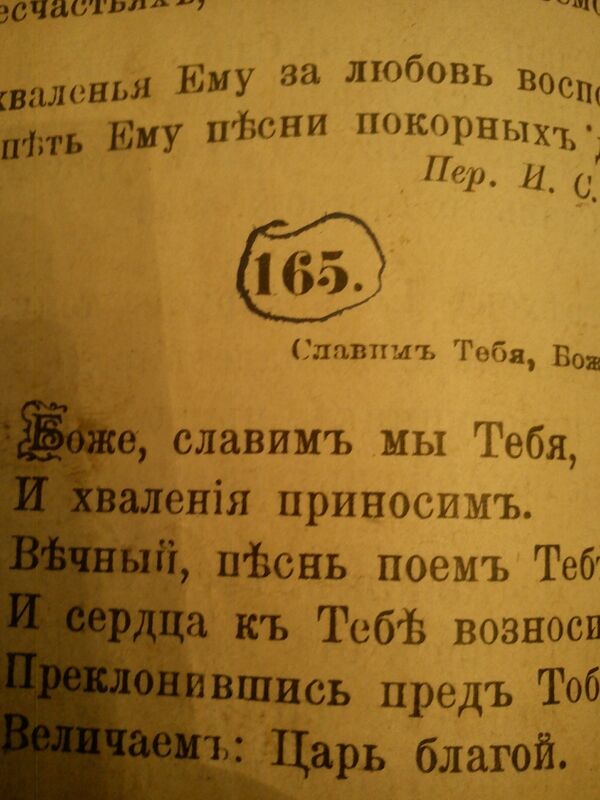 хваленья Ему за любовь
пѣть Ему пѣсни покорныхъ
Пер. И. С.
165.
Славимъ Тебя,
Боже, славимъ мы Тебя,
И хваленія приносимъ.
Вѣчный, пѣснь поемъ
И сердца къ Тебѣ
Преклонившись предъ
Величаемъ: Царь благой.